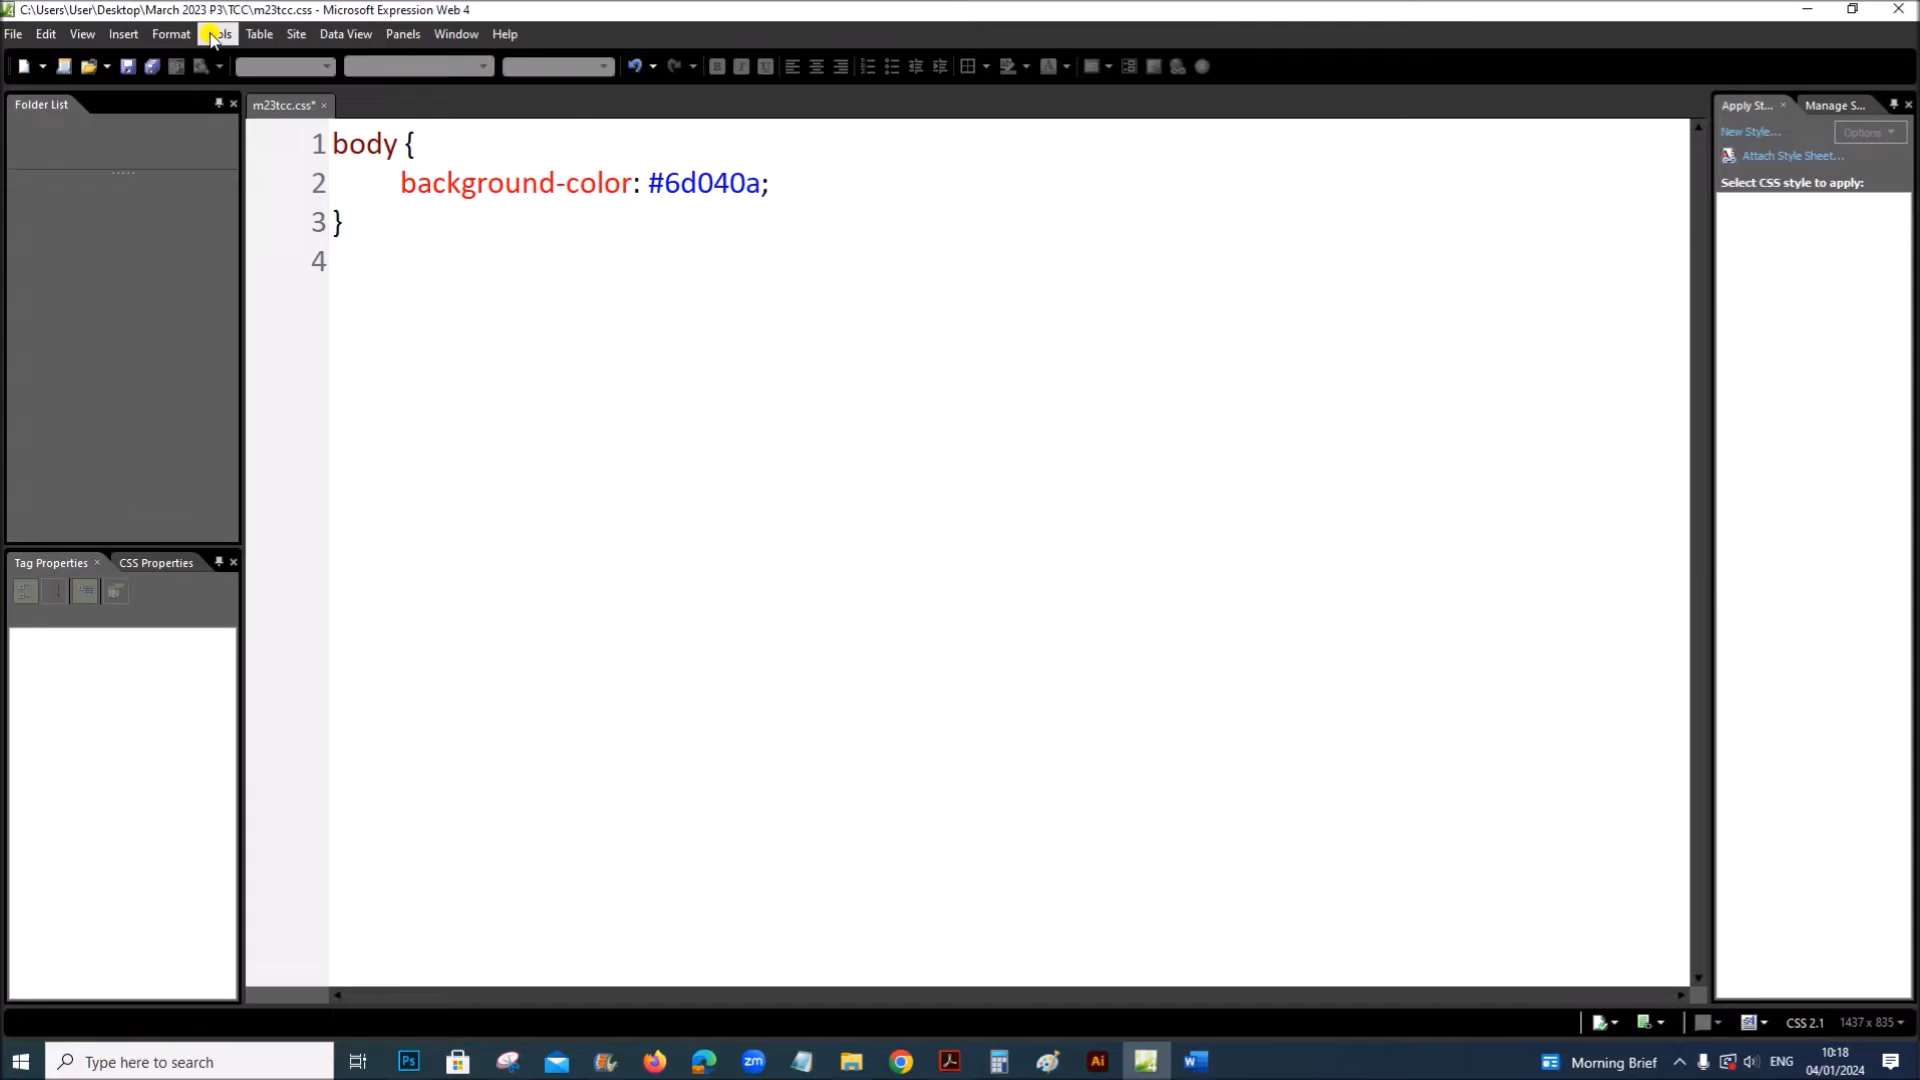 C:\Users\User\Desktop\March 2023 P3\TCC\m23tcc.css - Microsoft Expression Web 4
File Edit View Insert Format Table Site Data View Panels Window Help
Folder List
m23tcc.css*
Apply St... Manage S...
New Style... Options
Attach Style Sheet...
Select CSS style to apply:
1 body {
2 background-color: #6d040a;
3 }
4
Tag Properties CSS Properties
CSS 2.1 1437 x 835
Type here to search
Ps
zm
Ai
W
Morning Brief
ENG
10:18
04/01/2024